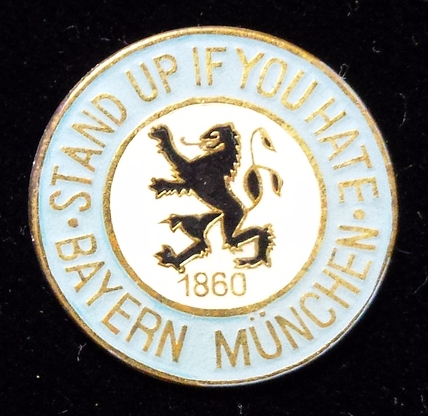 STAND UP IF YOU HATE
1860
BAYERN MÜNCHEN